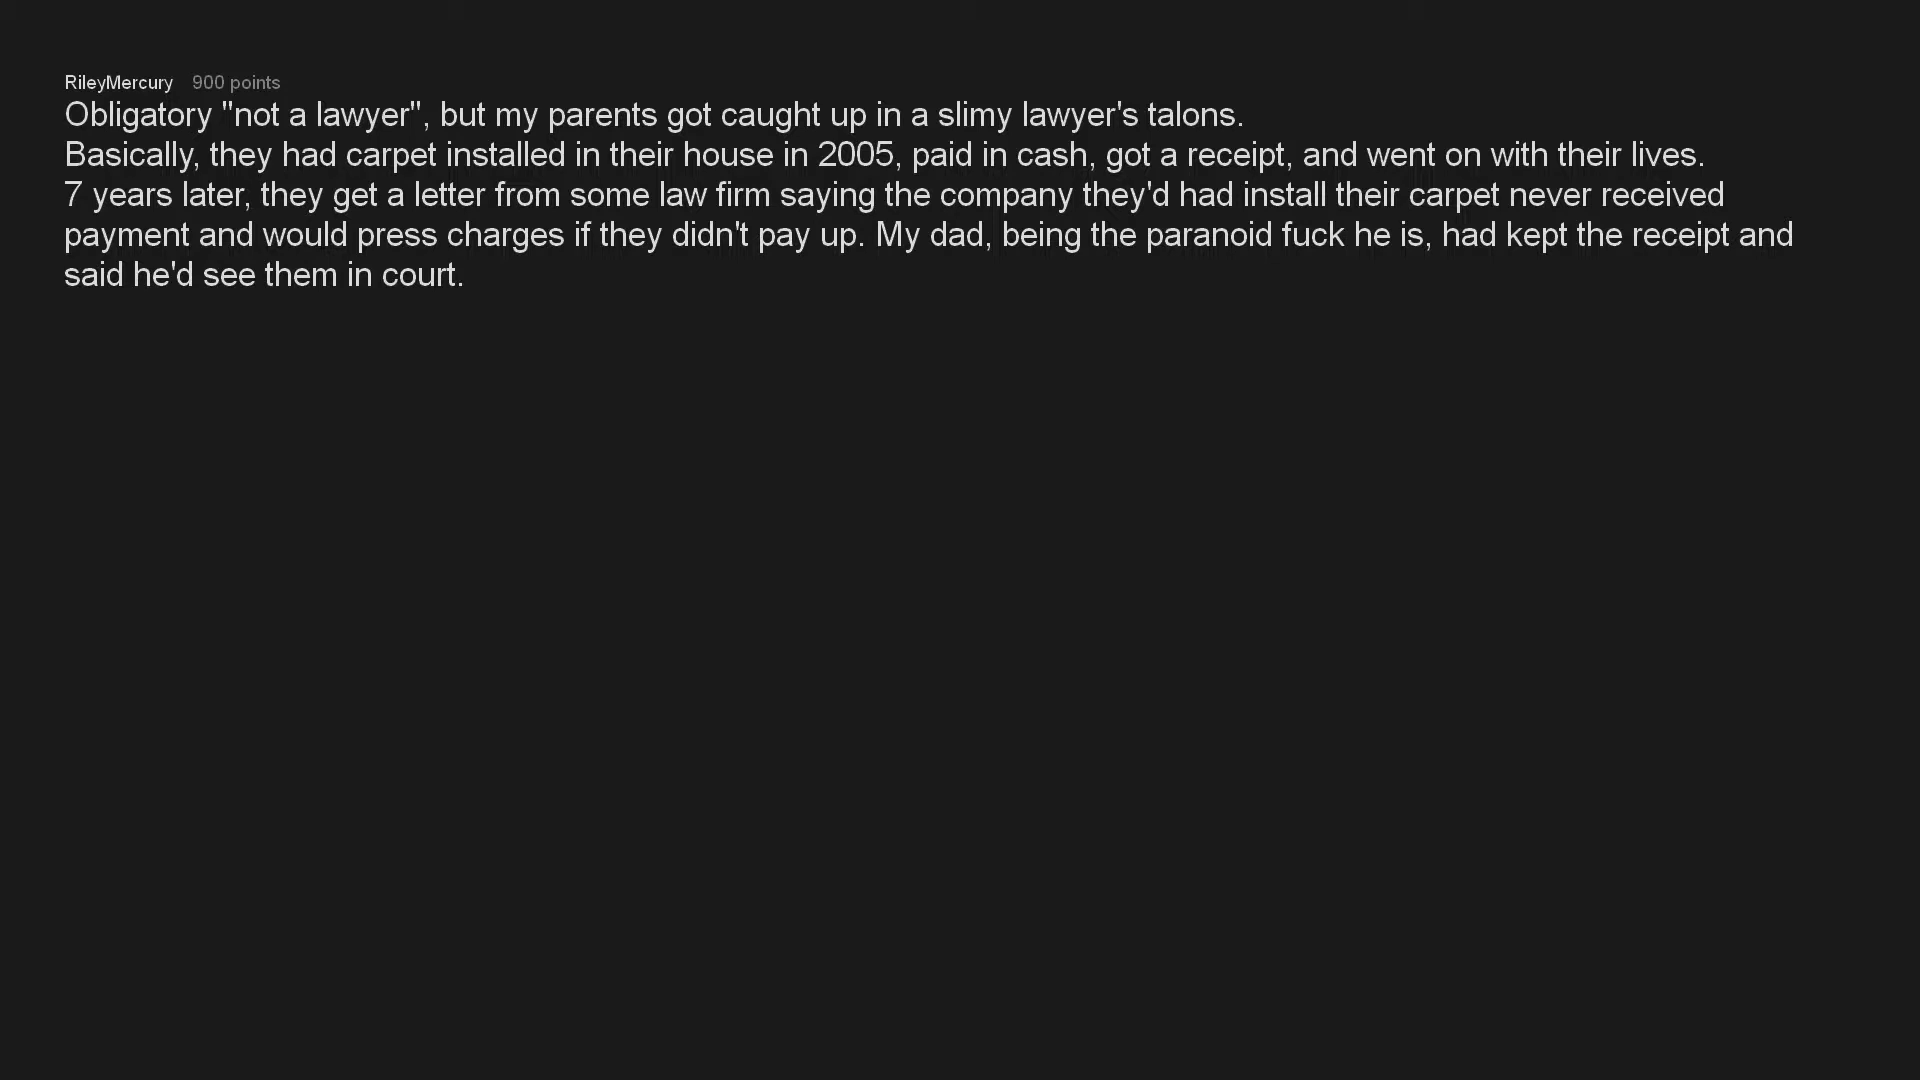 RileyMercury 900 points
Obligatory "not a lawyer", but my parents got caught up in a slimy lawyer's talons.
Basically, they had carpet installed in their house in 2005, paid in cash, got a receipt, and went on with their lives.
7 years later, they get a letter from some law firm saying the company they'd had install their carpet never received
payment and would press charges if they didn't pay up. My dad, being the paranoid fuck he is, had kept the receipt and
said he'd see them in court.